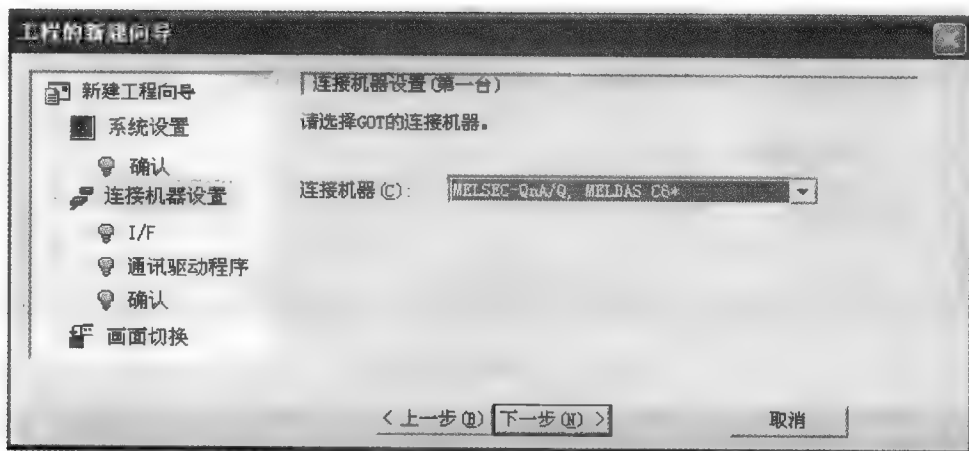 工程的新建向导
新建工程向导
系统设置
确认
连接机器设置
I/F
通讯驱动程序
确认
画面切换
连接机器设置(第一台)
请选择GOT的连接机器。
连接机器(C): MELSEC-QnA/Q, MELDAS C6*
< 上一步(B) 下一步(N) > 取消